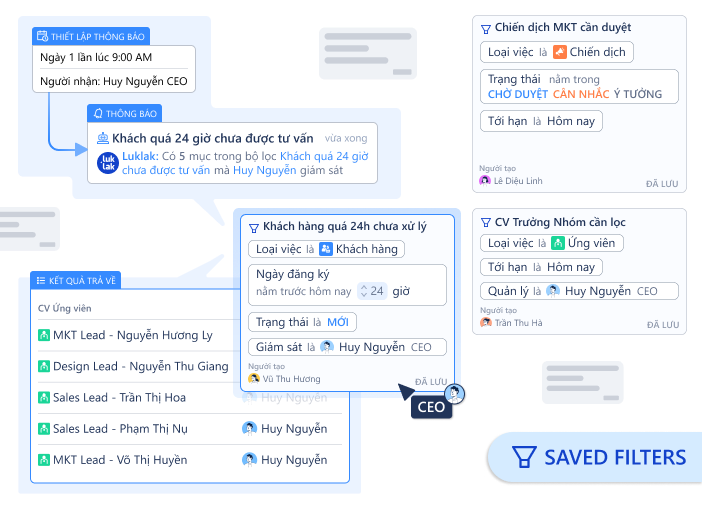 THIẾT LẬP THÔNG BÁO
Ngày 1 lần lúc 9:00 AM
Người nhận: Huy Nguyễn CEO
THÔNG BÁO
Khách quá 24 giờ chưa được tư vấn vừa xong
luk
lak
Luklak: Có 5 mục trong bộ lọc Khách quá 24 giờ
chưa được tư vấn mà Huy Nguyễn giám sát
Khách hàng quá 24h chưa xử lý
Loại việc là Khách hàng
Ngày đăng ký
nằm trước hôm nay 24 giờ
Trạng thái là MỚI
Giám sát là Huy Nguyễn CEO
Người tạo
Vũ Thu Hương
ĐÃ LƯU
CEO
KẾT QUẢ TRẢ VỀ
CV Ứng viên
MKT Lead - Nguyễn Hương Ly
Design Lead - Nguyễn Thu Giang
Sales Lead - Trần Thị Hoa Huy Nguyễn
Sales Lead - Phạm Thị Nụ Huy Nguyễn
MKT Lead - Võ Thị Huyền Huy Nguyễn
Chiến dịch MKT cần duyệt
Loại việc là Chiến dịch
Trạng thái nằm trong
CHỜ DUYỆT CÂN NHẮC Ý TƯỞNG
Tới hạn là Hôm nay
Người tạo
Lê Diệu Linh
ĐÃ LƯU
CV Trưởng Nhóm cần lọc
Loại việc là Ứng viên
Tới hạn là Hôm nay
Quản lý là Huy Nguyễn CEO
Người tạo
Trần Thu Hà
ĐÃ LƯU
SAVED FILTERS